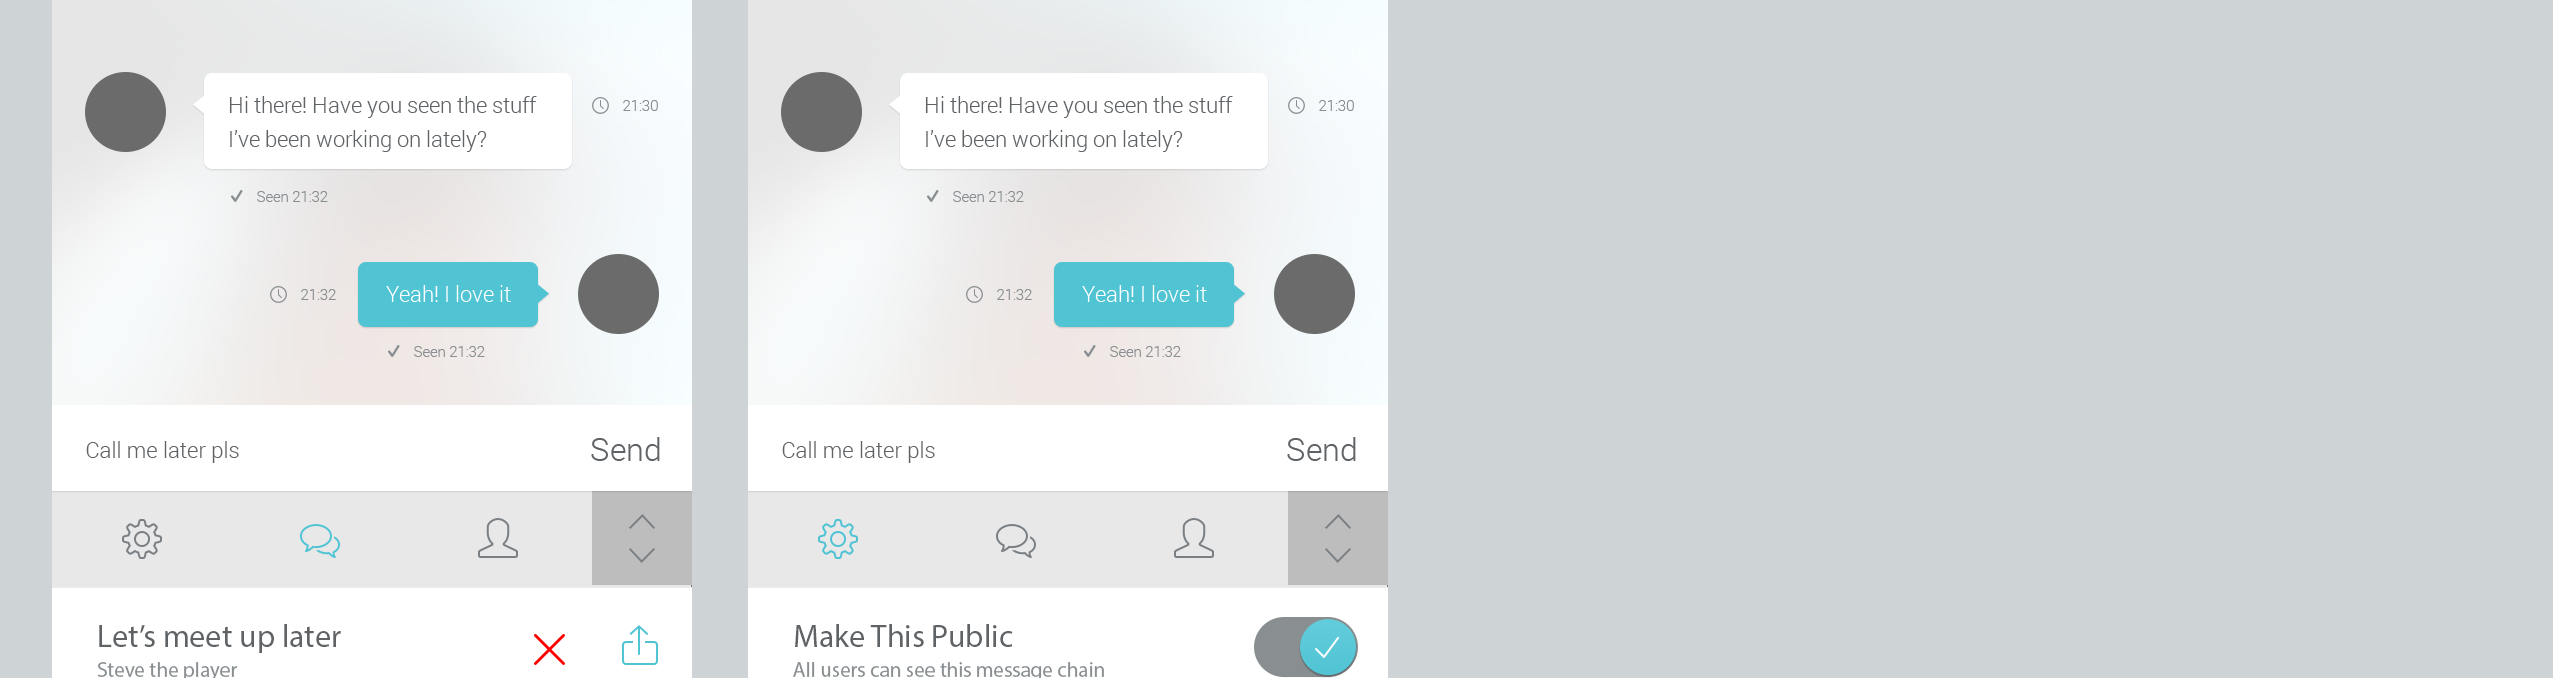 Hi there! Have you seen the stuff
I've been working on lately?
21:30
Seen 21:32
21:32
Yeah! I love it
Seen 21:32
Call me later pls
Send
Let's meet up later
Steve the player
Hi there! Have you seen the stuff
I've been working on lately?
21:30
Seen 21:32
21:32
Yeah! I love it
Seen 21:32
Call me later pls
Send
Make This Public
All users can see this message chain